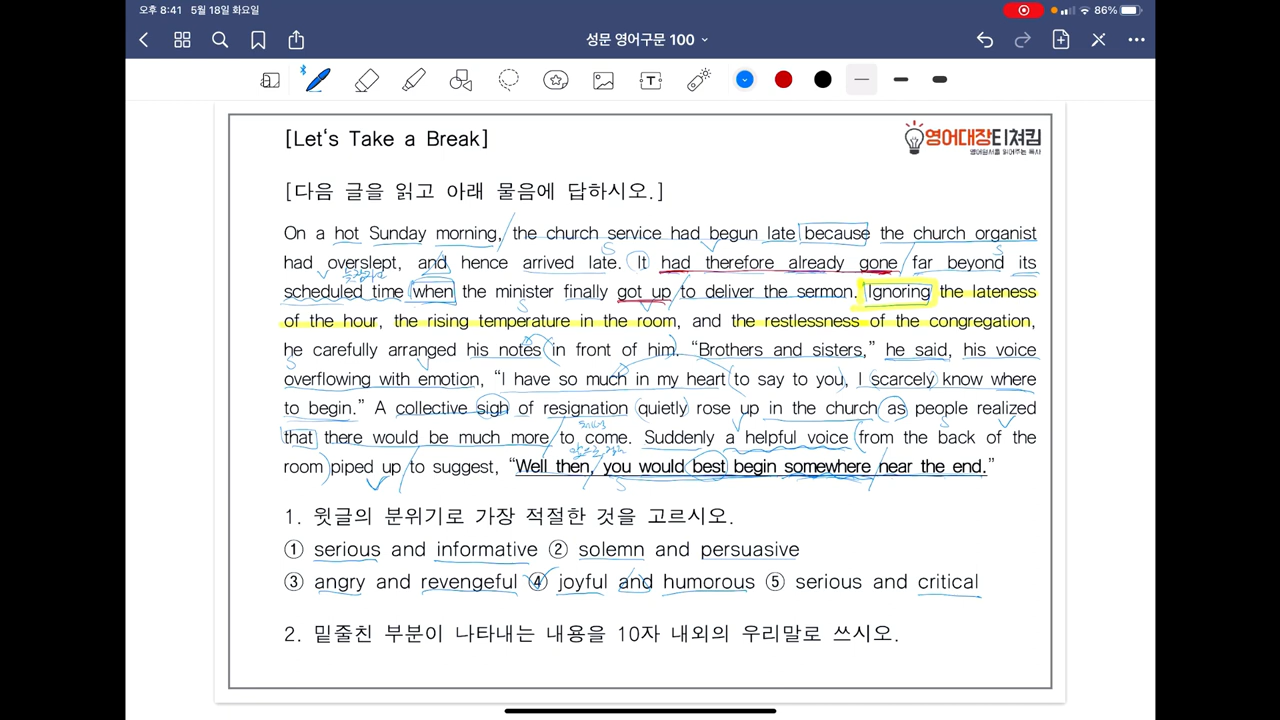 오후 8:41 5월 18일 화요일
86%
성문 영어구문 100
[Let's Take a Break]
영어대장티쳐킴
영어원서를 읽어주는 목사
[다음 글을 읽고 아래 물음에 답하시오.]
On a hot Sunday morning, the church service had begun late because the church organist
had overslept, and hence arrived late. It had therefore already gone far beyond its
scheduled time when the minister finally got up to deliver the sermon. Ignoring the lateness
of the hour, the rising temperature in the room, and the restlessness of the congregation,
he carefully arranged his notes in front of him. “Brothers and sisters,” he said, his voice
overflowing with emotion, “I have so much in my heart to say to you, I scarcely know where
to begin.” A collective sigh of resignation quietly rose up in the church as people realized
that there would be much more to come. Suddenly a helpful voice from the back of the
room piped up to suggest, “Well then, you would best begin somewhere near the end.”
1. 윗글의 분위기로 가장 적절한 것을 고르시오.
① serious and informative ② solemn and persuasive
③ angry and revengeful ④ joyful and humorous ⑤ serious and critical
2. 밑줄친 부분이 나타내는 내용을 10자 내외의 우리말로 쓰시오.